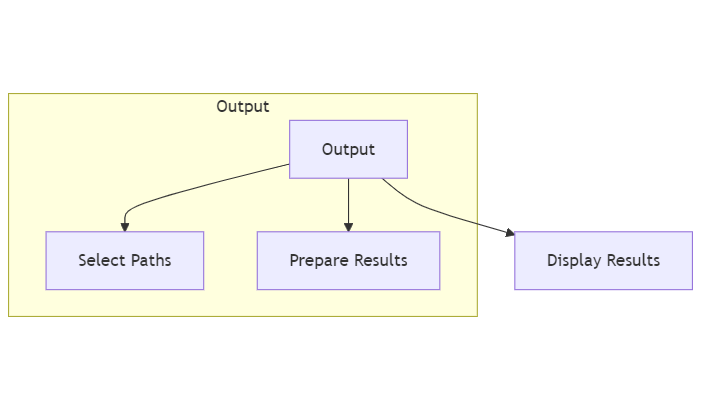 Output
Output
Select Paths
Prepare Results
Display Results